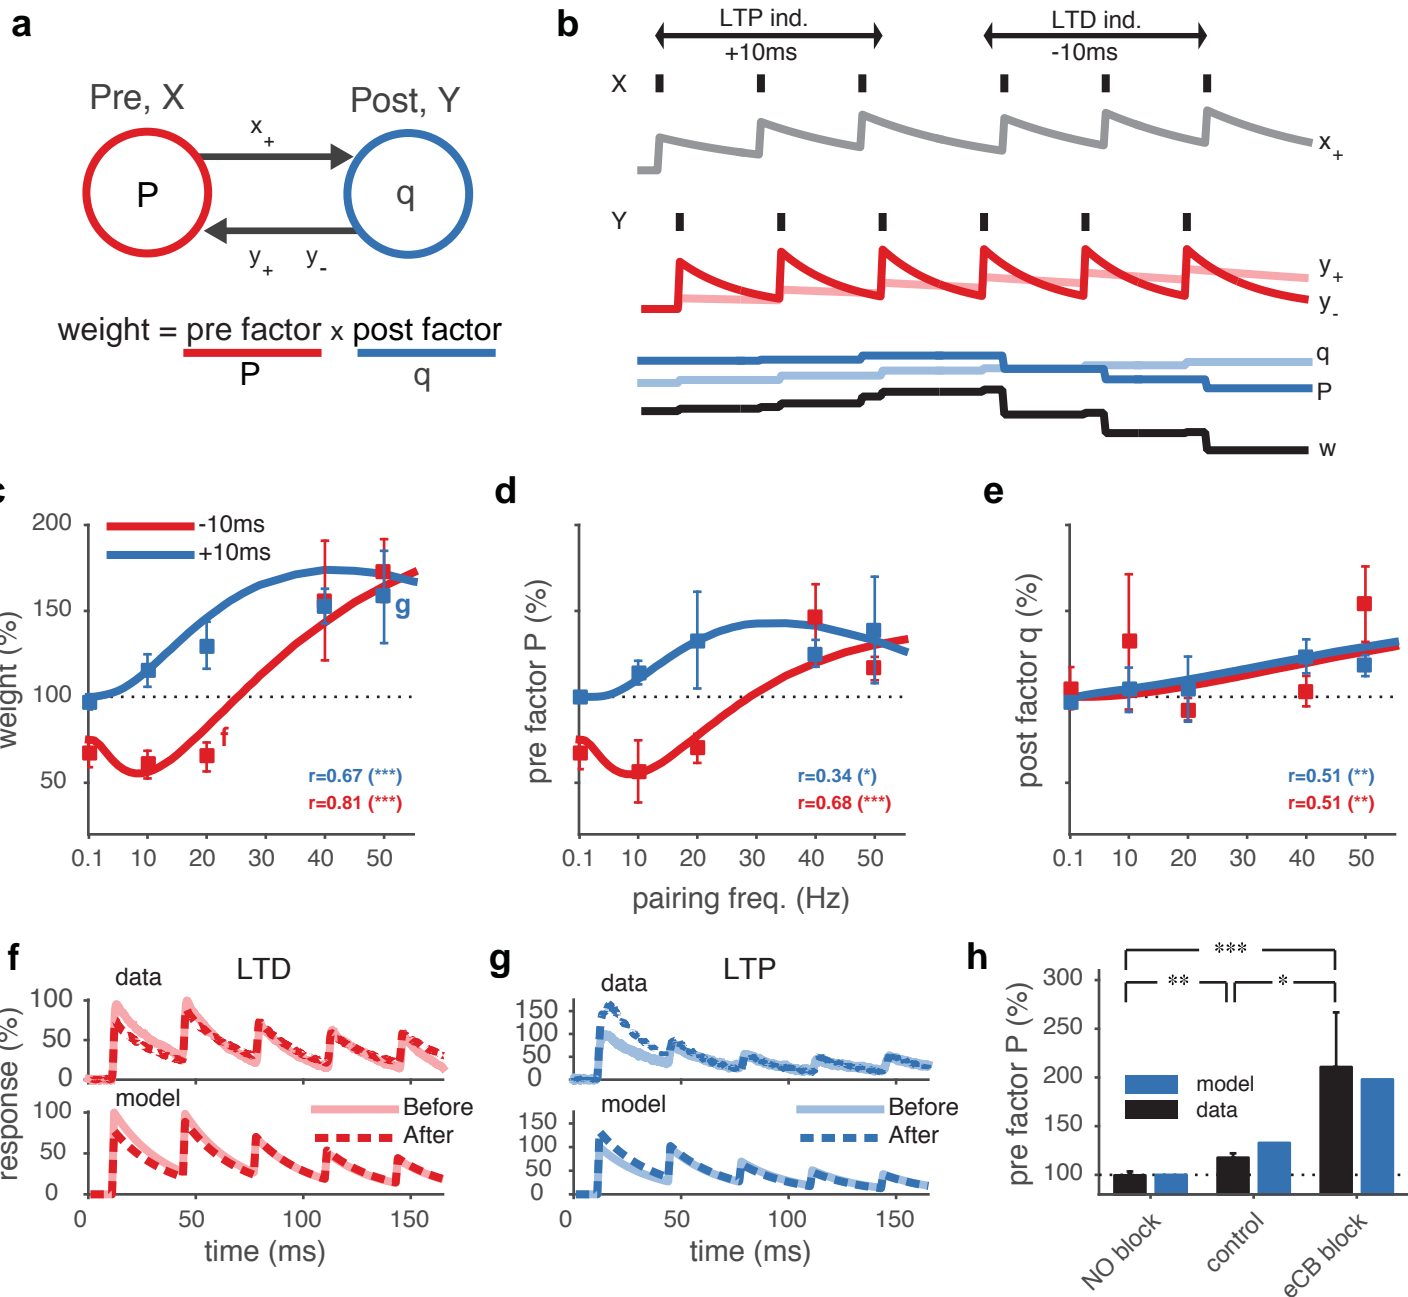 a
Pre, X
Post, Y
x+
P
q
y+ y-
weight = pre factor x post factor
P q
b
LTP ind.
LTD ind.
+10ms
-10ms
X
x+
Y
y+
y-
q
P
w
c
200
150
100
50
weight (%)
-10ms
+10ms
g
f
r=0.67 (***)
r=0.81 (***)
0.1 10 20 30 40 50
d
pre factor P (%)
r=0.34 (*)
r=0.68 (***)
0.1 10 20 30 40 50
pairing freq. (Hz)
e
post factor q (%)
r=0.51 (**)
r=0.51 (**)
0.1 10 20 30 40 50
f
LTD
data
100
50
0
model
100
50
0
response (%)
Before
After
0 50 100 150
time (ms)
g
LTP
data
150
100
50
0
model
150
100
50
0
Before
After
0 50 100 150
time (ms)
h
***
** *
300
250
200
150
100
pre factor P (%)
model
data
NO block
control
eCB block